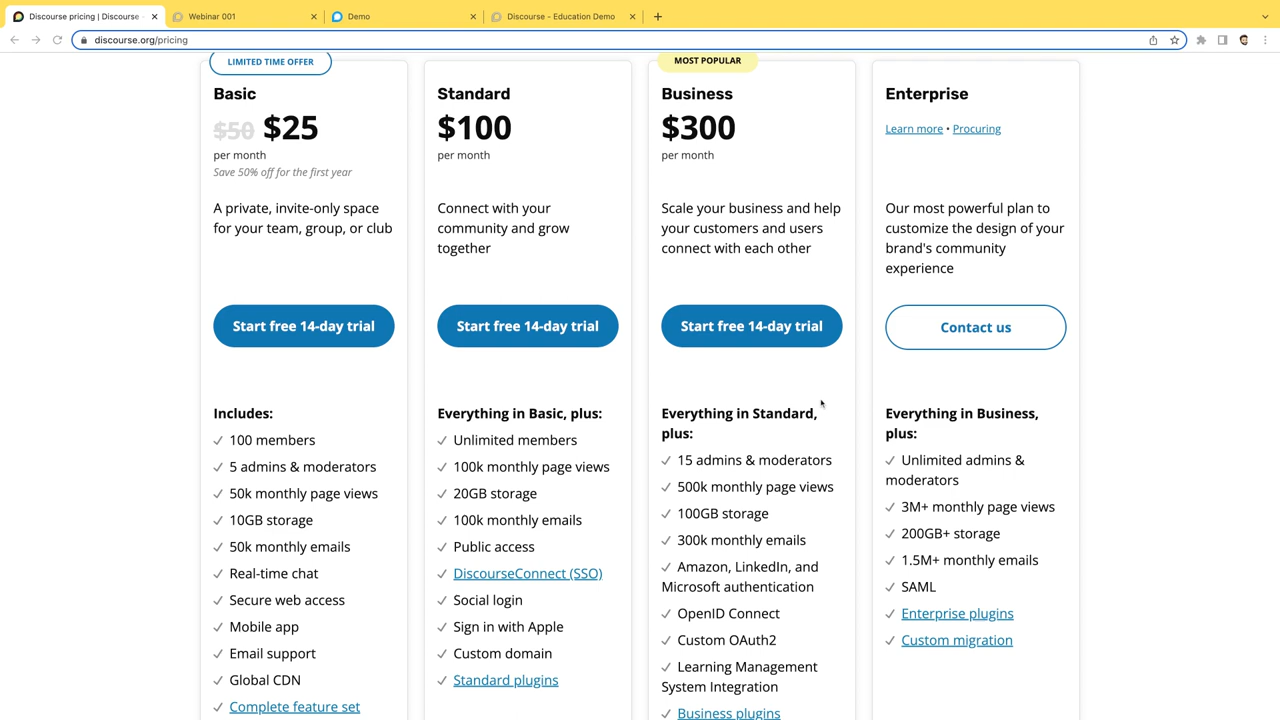 Discourse pricing | Discourse -
Webinar 001
Demo
Discourse - Education Demo
discourse.org/pricing
LIMITED TIME OFFER
Basic
$50 $25
per month
Save 50% off for the first year
A private, invite-only space
for your team, group, or club
Start free 14-day trial
Includes:
100 members
5 admins & moderators
50k monthly page views
10GB storage
50k monthly emails
Real-time chat
Secure web access
Mobile app
Email support
Global CDN
Complete feature set
Standard
$100
per month
Connect with your
community and grow
together
Start free 14-day trial
Everything in Basic, plus:
Unlimited members
100k monthly page views
20GB storage
100k monthly emails
Public access
DiscourseConnect (SSO)
Social login
Sign in with Apple
Custom domain
Standard plugins
MOST POPULAR
Business
$300
per month
Scale your business and help
your customers and users
connect with each other
Start free 14-day trial
Everything in Standard,
plus:
15 admins & moderators
500k monthly page views
100GB storage
300k monthly emails
Amazon, LinkedIn, and
Microsoft authentication
OpenID Connect
Custom OAuth2
Learning Management
System Integration
Business plugins
Enterprise
Learn more • Procuring
Our most powerful plan to
customize the design of your
brand's community
experience
Contact us
Everything in Business,
plus:
Unlimited admins &
moderators
3M+ monthly page views
200GB+ storage
1.5M+ monthly emails
SAML
Enterprise plugins
Custom migration